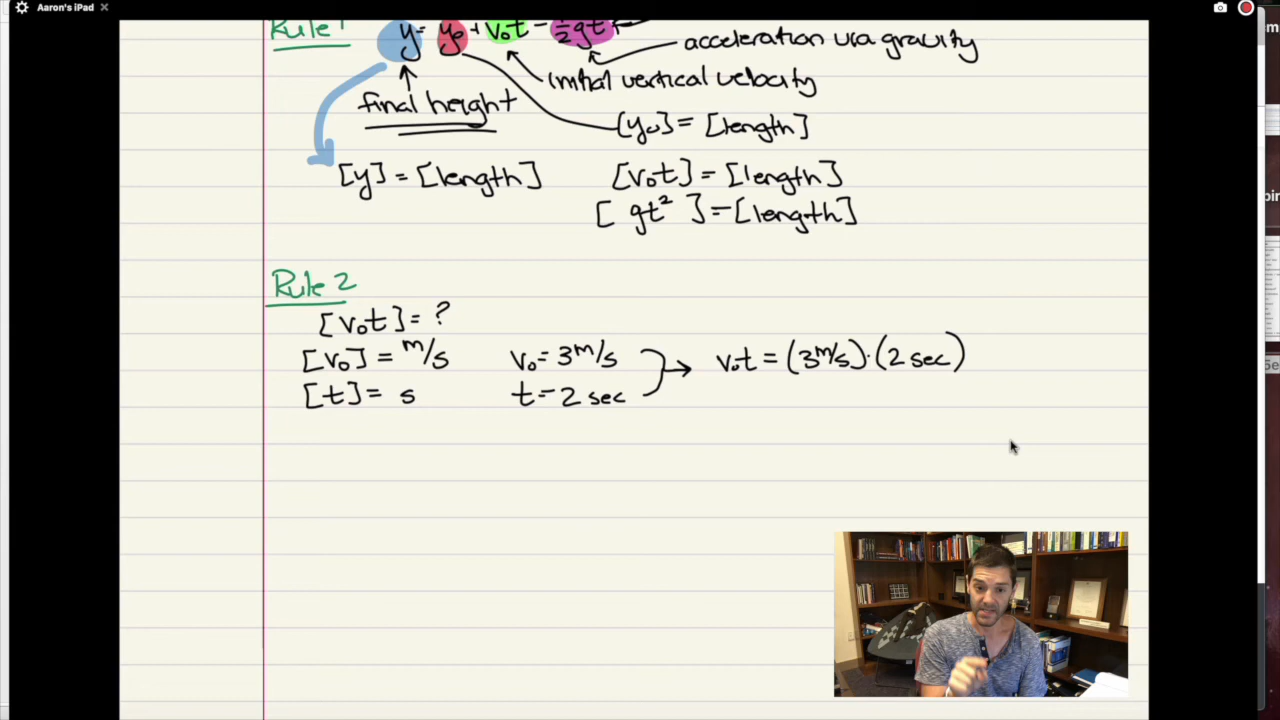 Aaron's iPad
Rule 1
y = y₀ + v₀t - ½gt²
acceleration via gravity
initial vertical velocity
final height
[y₀] = [length]
[y] = [length]
[v₀t] = [length]
[gt²] = [length]
Rule 2
[v₀t] = ?
[v₀] = m/s
v₀ = 3 m/s
v₀t = (3 m/s)·(2 sec)
[t] = s
t = 2 sec